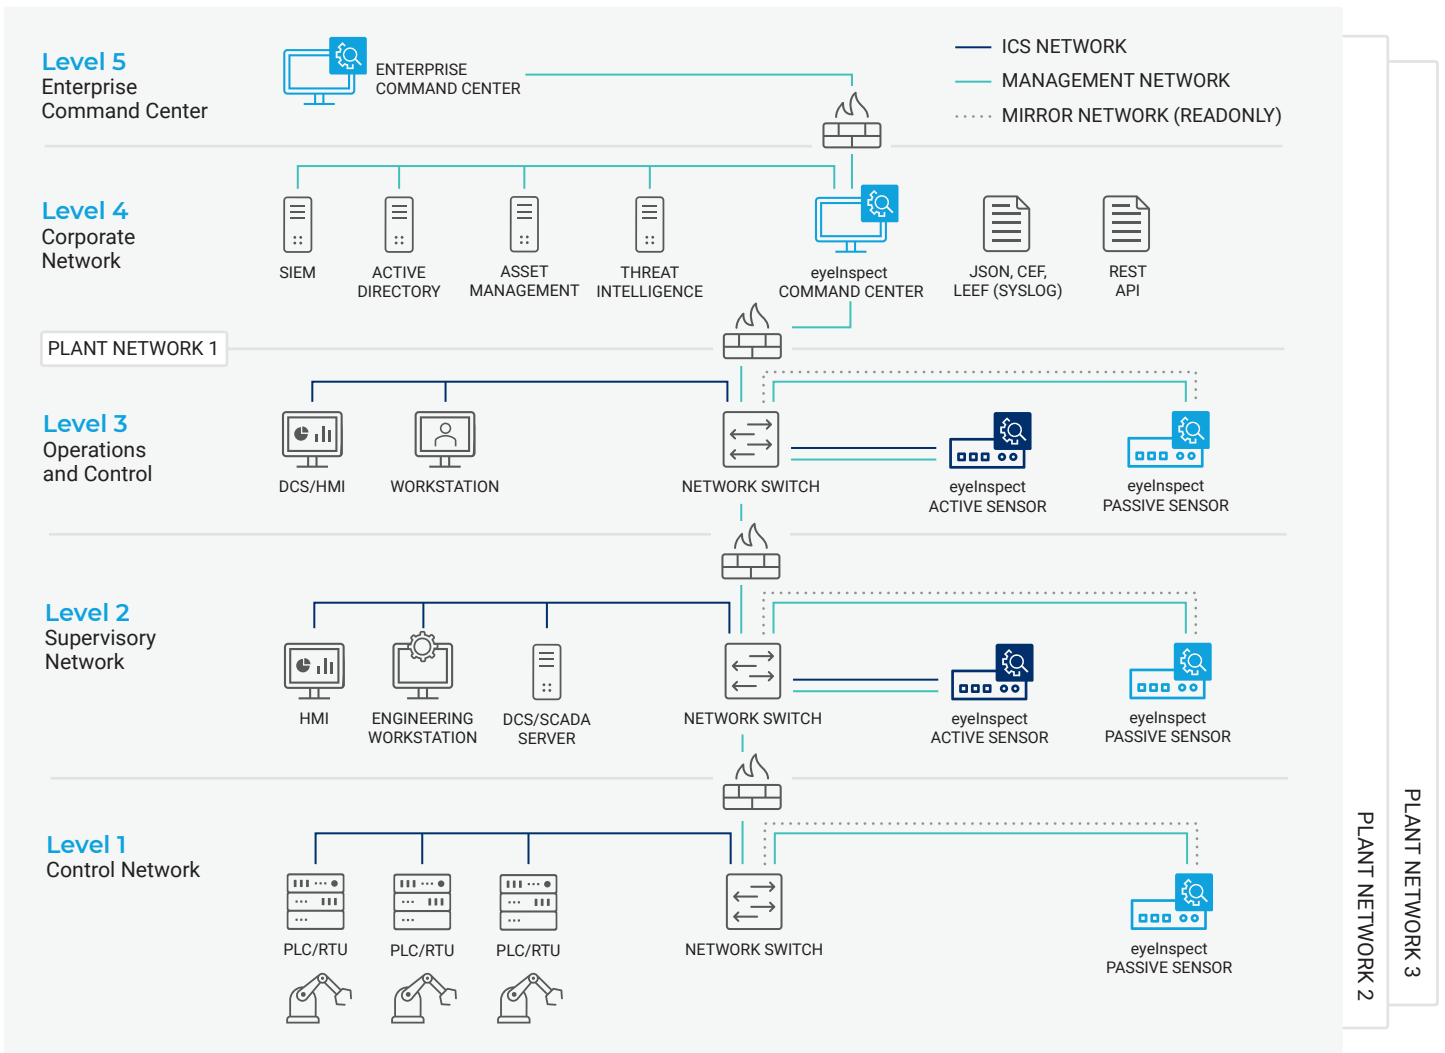 Level 5
Enterprise
Command Center
ENTERPRISE
COMMAND CENTER
ICS NETWORK
MANAGEMENT NETWORK
MIRROR NETWORK (READONLY)
Level 4
Corporate
Network
SIEM
ACTIVE
DIRECTORY
ASSET
MANAGEMENT
THREAT
INTELLIGENCE
eyeInspect
COMMAND CENTER
JSON, CEF,
LEEF (SYSLOG)
REST
API
PLANT NETWORK 1
Level 3
Operations
and Control
DCS/HMI
WORKSTATION
NETWORK SWITCH
eyeInspect
ACTIVE SENSOR
eyeInspect
PASSIVE SENSOR
Level 2
Supervisory
Network
HMI
ENGINEERING
WORKSTATION
DCS/SCADA
SERVER
NETWORK SWITCH
eyeInspect
ACTIVE SENSOR
eyeInspect
PASSIVE SENSOR
Level 1
Control Network
PLC/RTU
PLC/RTU
PLC/RTU
NETWORK SWITCH
eyeInspect
PASSIVE SENSOR
PLANT NETWORK 2
PLANT NETWORK 3